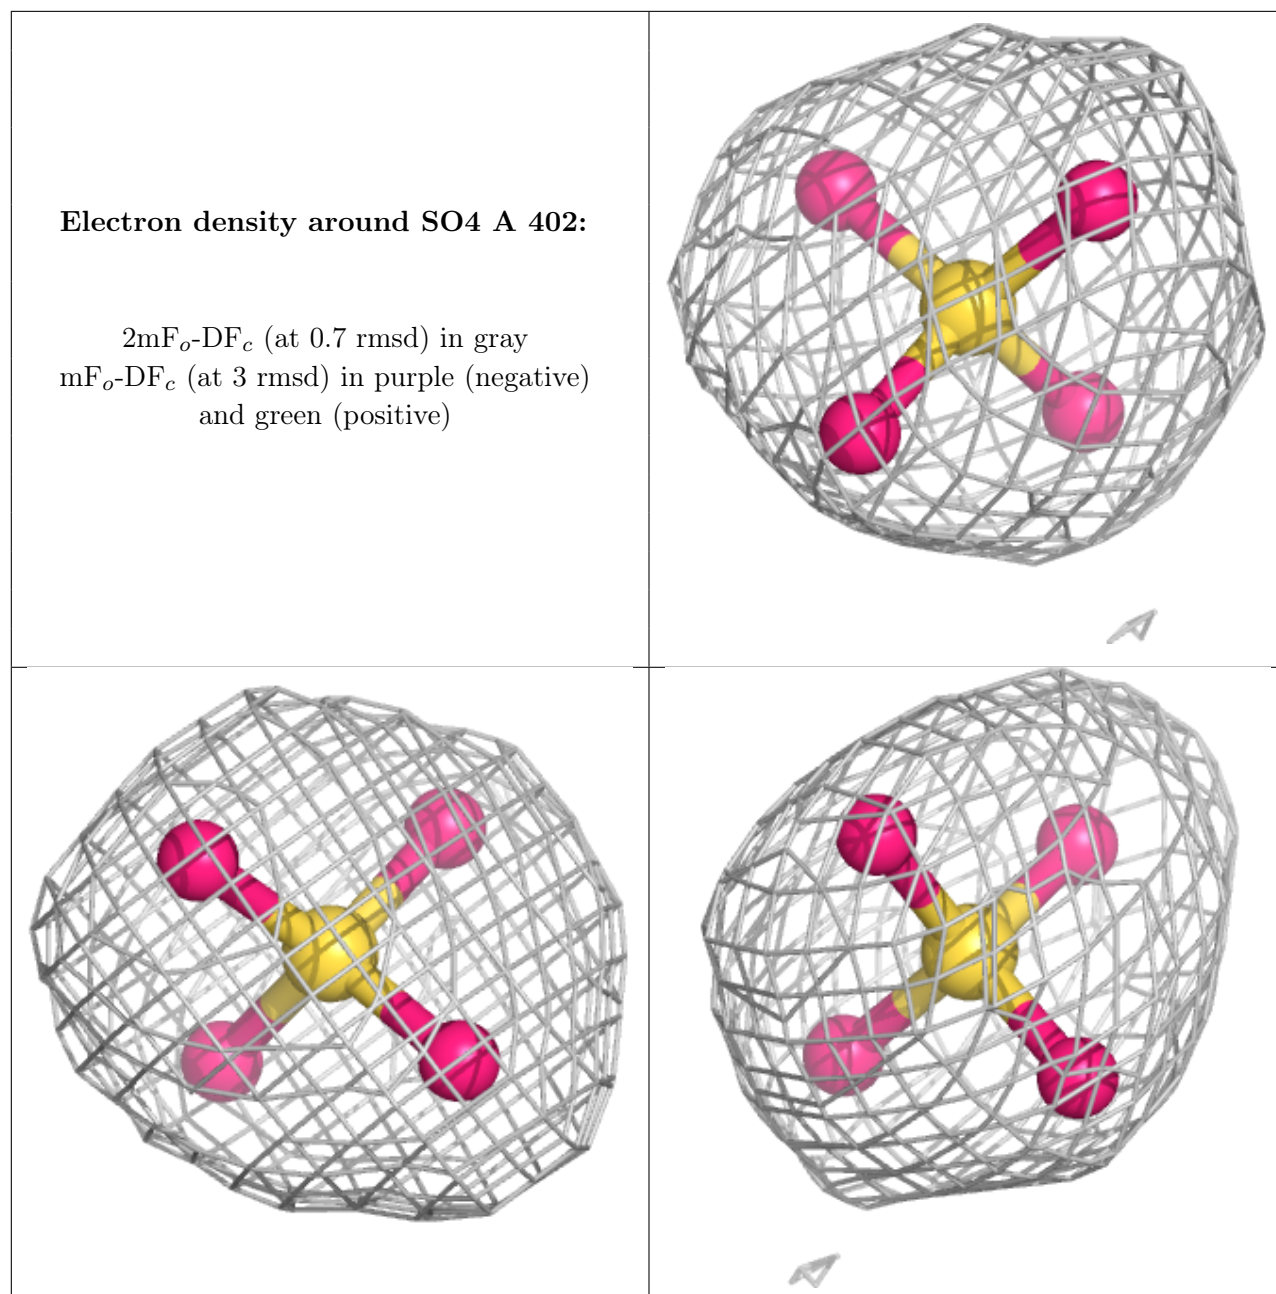 Electron density around SO4 A 402:
2mFo-DFc (at 0.7 rmsd) in gray
mFo-DFc (at 3 rmsd) in purple (negative)
and green (positive)